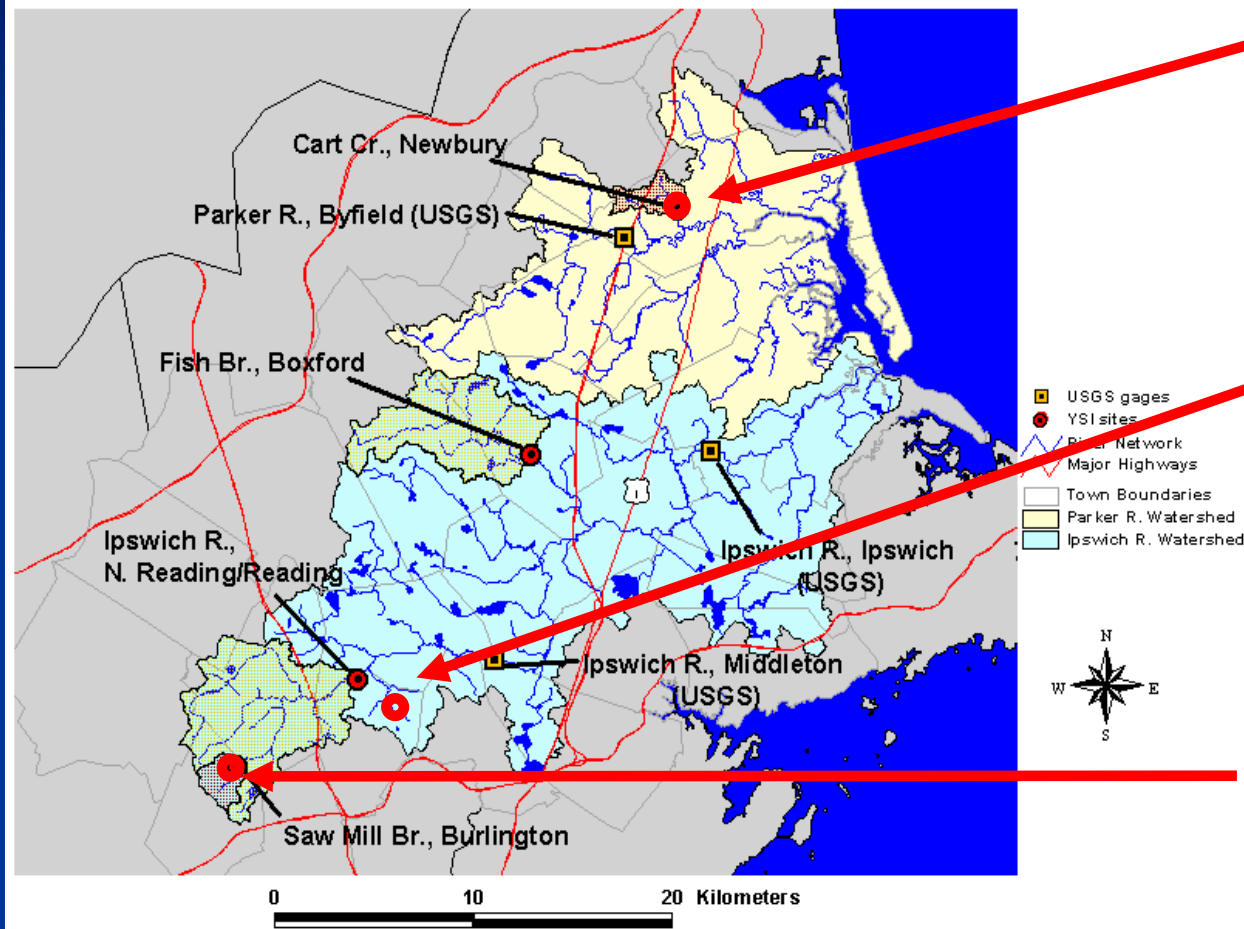 Cart Cr., Newbury
Parker R., Byfield (USGS)
Fish Br., Boxford
1
Ipswich R., Ipswich
(USGS)
Ipswich R.,
N. Reading/Reading
Ipswich R., Middleton
(USGS)
Saw Mill Br., Burlington
USGS gages
YSI sites
River Network
Major Highways
Town Boundaries
Parker R. Watershed
Ipswich R. Watershed
N
W E
S
0 10 20 Kilometers